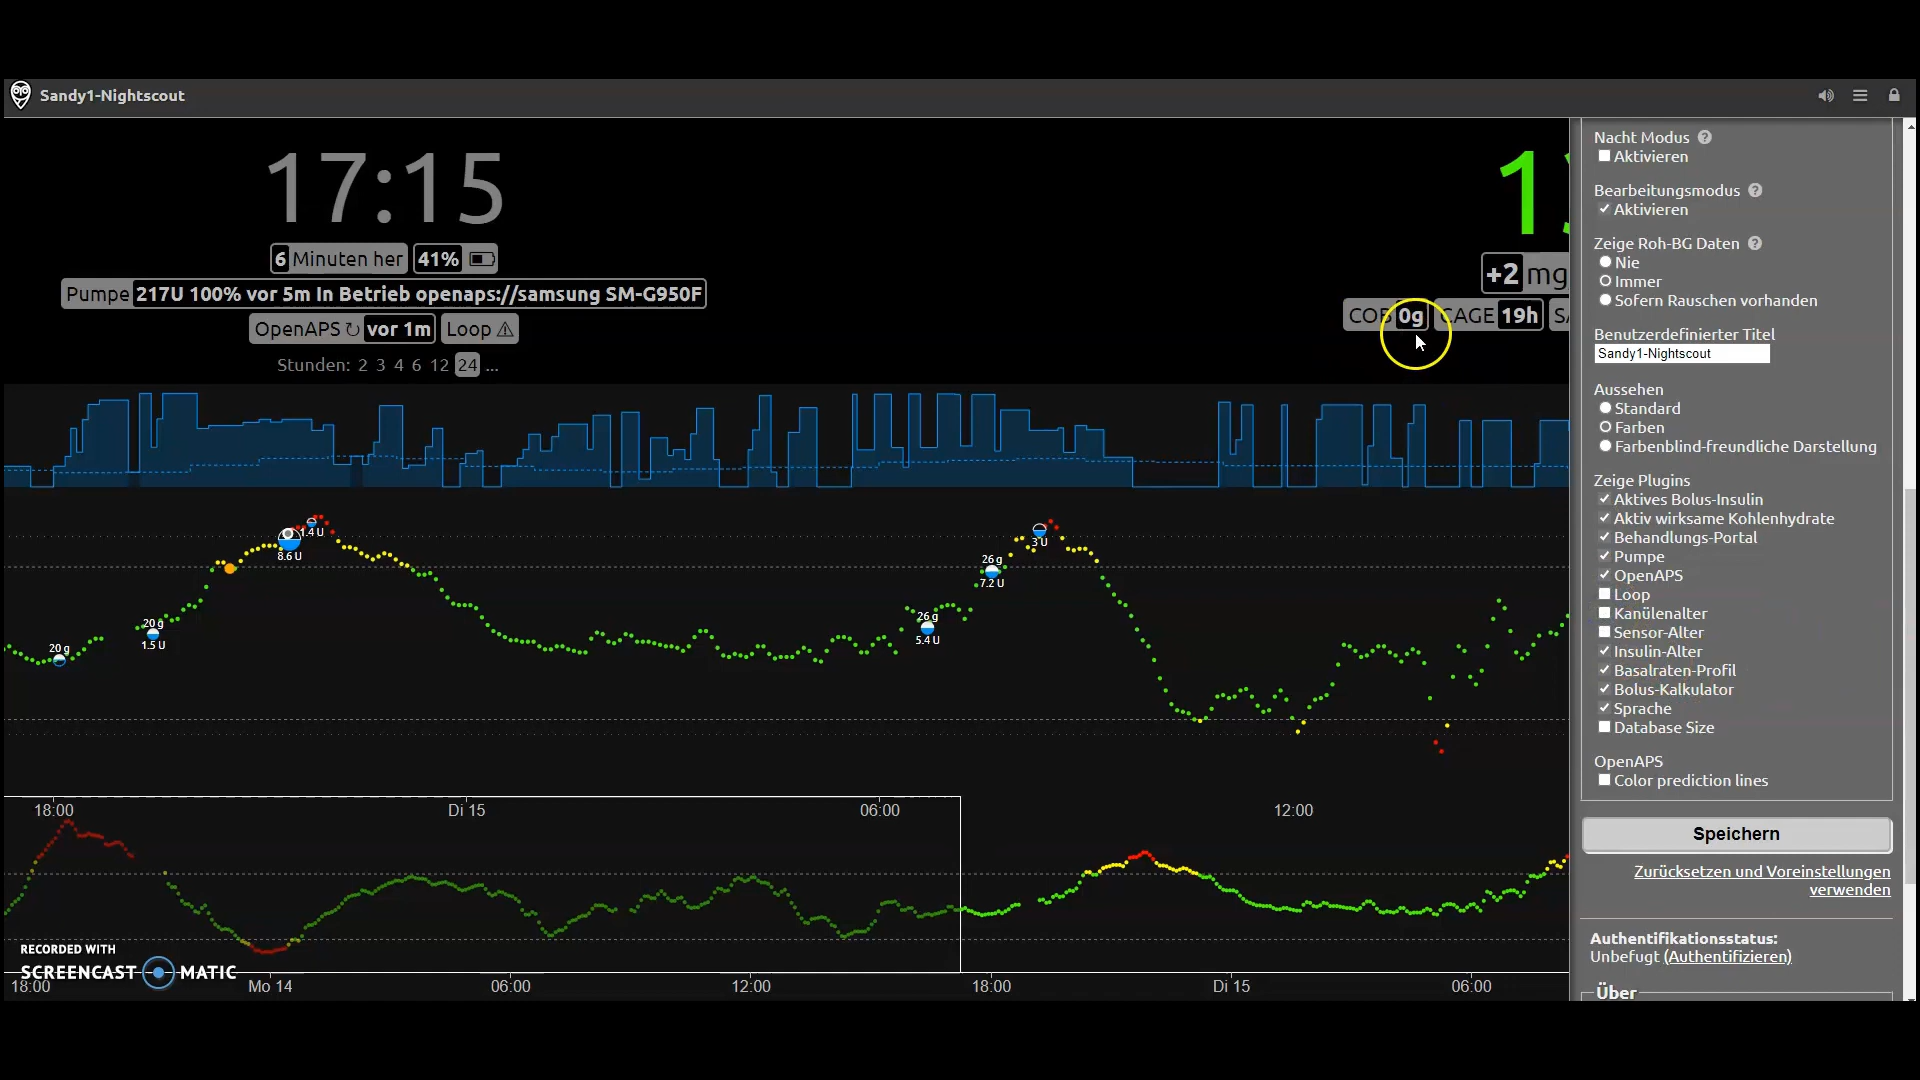 Sandy1-Nightscout
17:15
6 Minuten her 41%
Pumpe 217U 100% vor 5m In Betrieb openaps://samsung SM-G950F
OpenAPS ↻ vor 1m Loop ⚠
Stunden: 2 3 4 6 12 24 ...
+2 mg
COB 0g CAGE 19h
20 g
20 g
1.5 U
8.6 U
1.4 U
26 g
5.4 U
26 g
7.2 U
3 U
18:00 Di 15 06:00 12:00
RECORDED WITH
SCREENCAST MATIC
18:00 Mo 14 06:00 12:00 18:00 Di 15 06:00
Nacht Modus ?
Aktivieren
Bearbeitungsmodus ?
Aktivieren
Zeige Roh-BG Daten ?
Nie
Immer
Sofern Rauschen vorhanden
Benutzerdefinierter Titel
Sandy1-Nightscout
Aussehen
Standard
Farben
Farbenblind-freundliche Darstellung
Zeige Plugins
Aktives Bolus-Insulin
Aktiv wirksame Kohlenhydrate
Behandlungs-Portal
Pumpe
OpenAPS
Loop
Kanülenalter
Sensor-Alter
Insulin-Alter
Basalraten-Profil
Bolus-Kalkulator
Sprache
Database Size
OpenAPS
Color prediction lines
Speichern
Zurücksetzen und Voreinstellungen
verwenden
Authentifikationsstatus:
Unbefugt (Authentifizieren)
Über